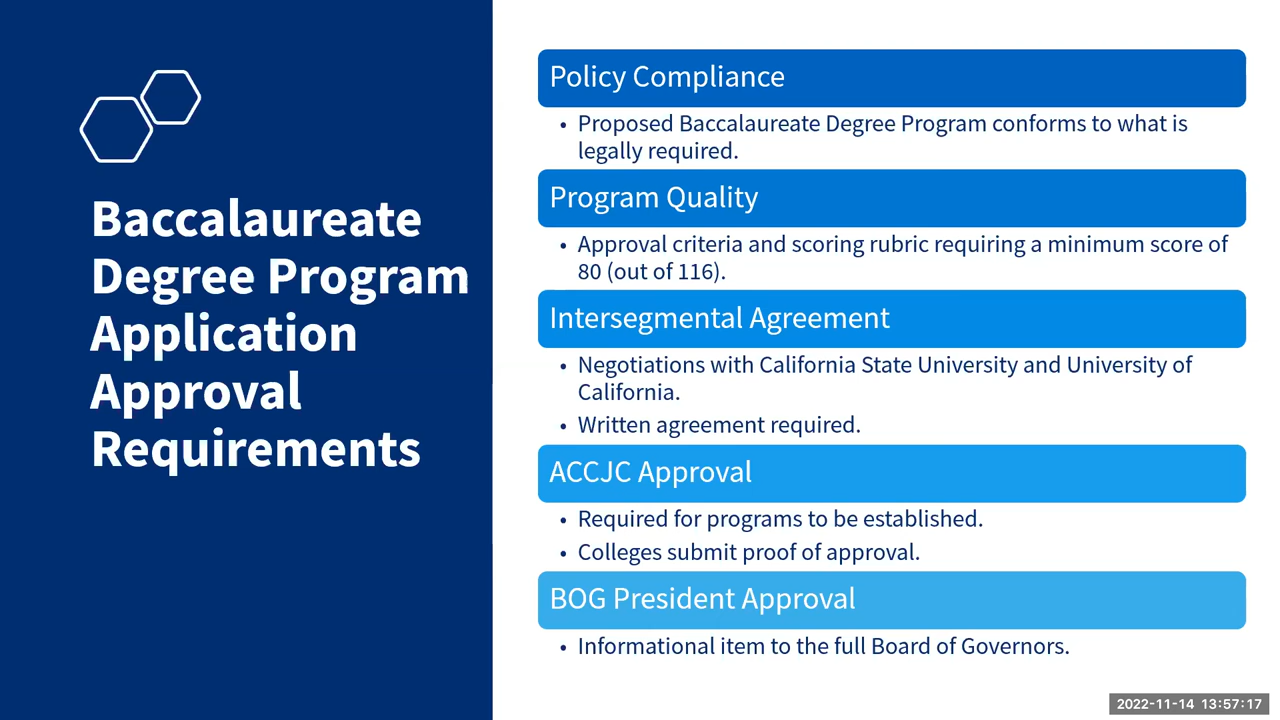 Baccalaureate
Degree Program
Application
Approval
Requirements
Policy Compliance
• Proposed Baccalaureate Degree Program conforms to what is
legally required.
Program Quality
• Approval criteria and scoring rubric requiring a minimum score of
80 (out of 116).
Intersegmental Agreement
• Negotiations with California State University and University of
California.
• Written agreement required.
ACCJC Approval
• Required for programs to be established.
• Colleges submit proof of approval.
BOG President Approval
• Informational item to the full Board of Governors.
2022-11-14 13:57:17